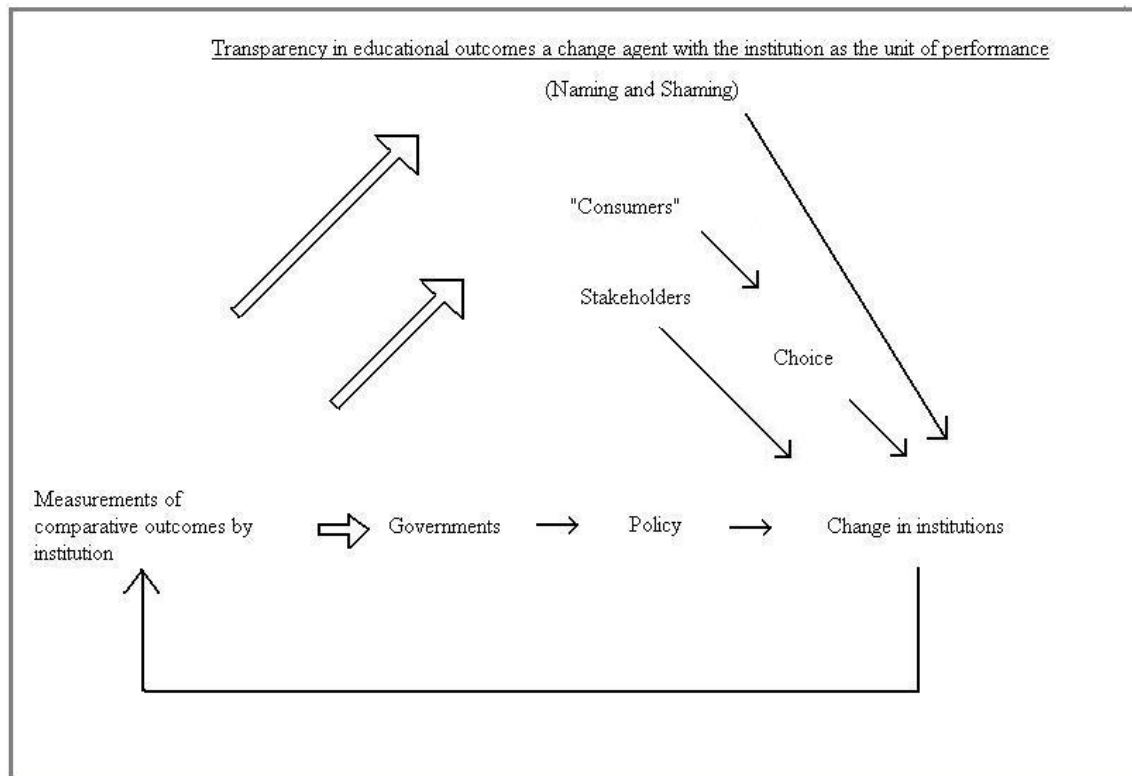 Transparency in educational outcomes a change agent with the institution as the unit of performance
(Naming and Shaming)
"Consumers"
Stakeholders
Choice
Measurements of
comparative outcomes by
institution
Governments
Policy
Change in institutions